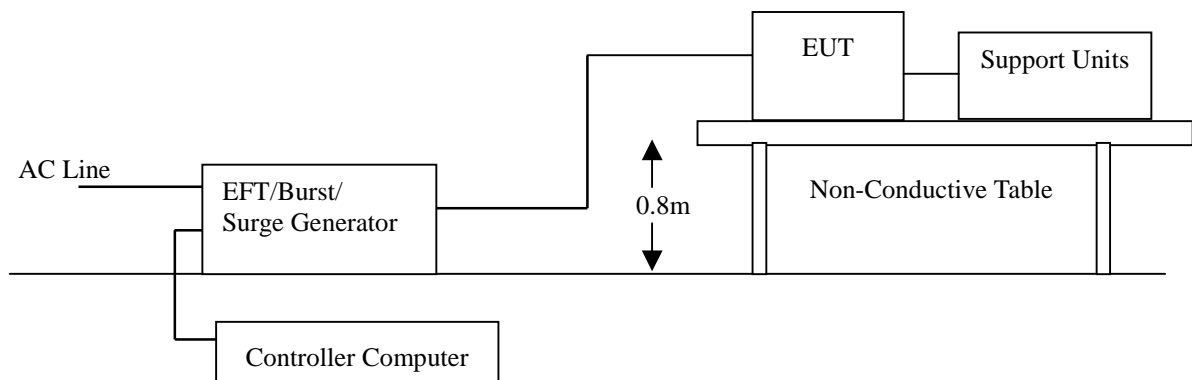 EUT
Support Units
AC Line
EFT/Burst/
Surge Generator
0.8m
Non-Conductive Table
Controller Computer